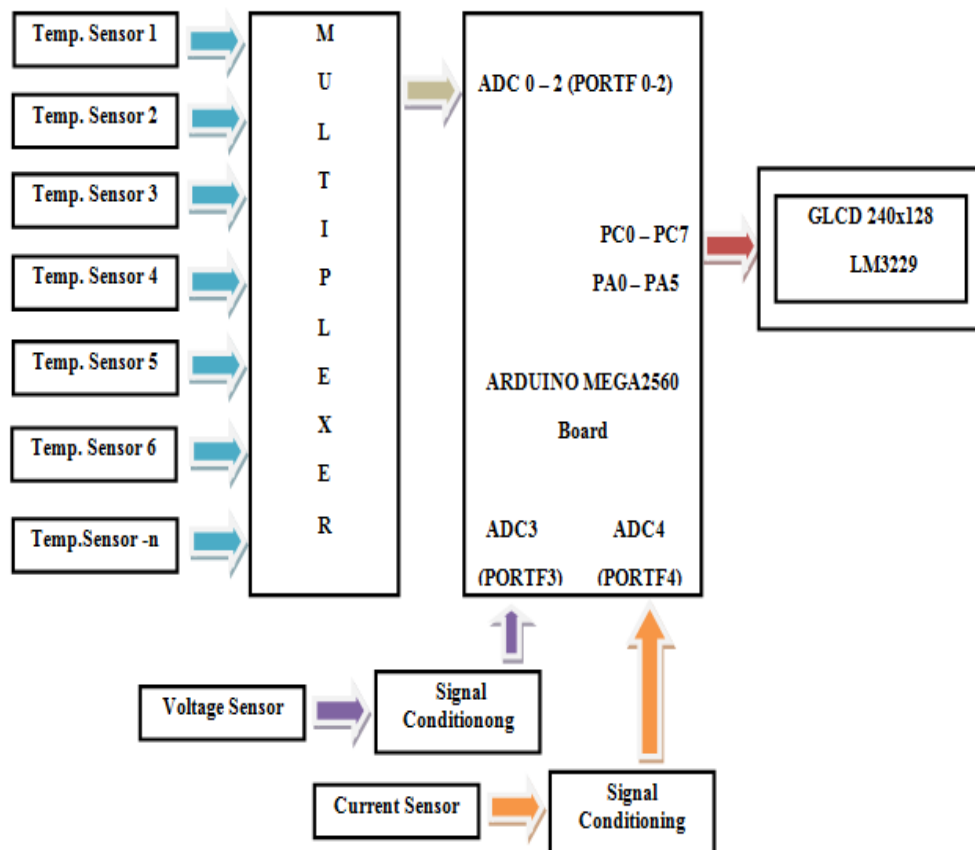 Temp. Sensor 1
Temp. Sensor 2
Temp. Sensor 3
Temp. Sensor 4
Temp. Sensor 5
Temp. Sensor 6
Temp.Sensor -n
M
U
L
T
I
P
L
E
X
E
R
ADC 0 – 2 (PORTF 0-2)
PC0 – PC7
PA0 – PA5
ARDUINO MEGA2560
Board
ADC3
(PORTF3)
ADC4
(PORTF4)
GLCD 240x128
LM3229
Voltage Sensor
Signal
Conditionong
Current Sensor
Signal
Conditioning